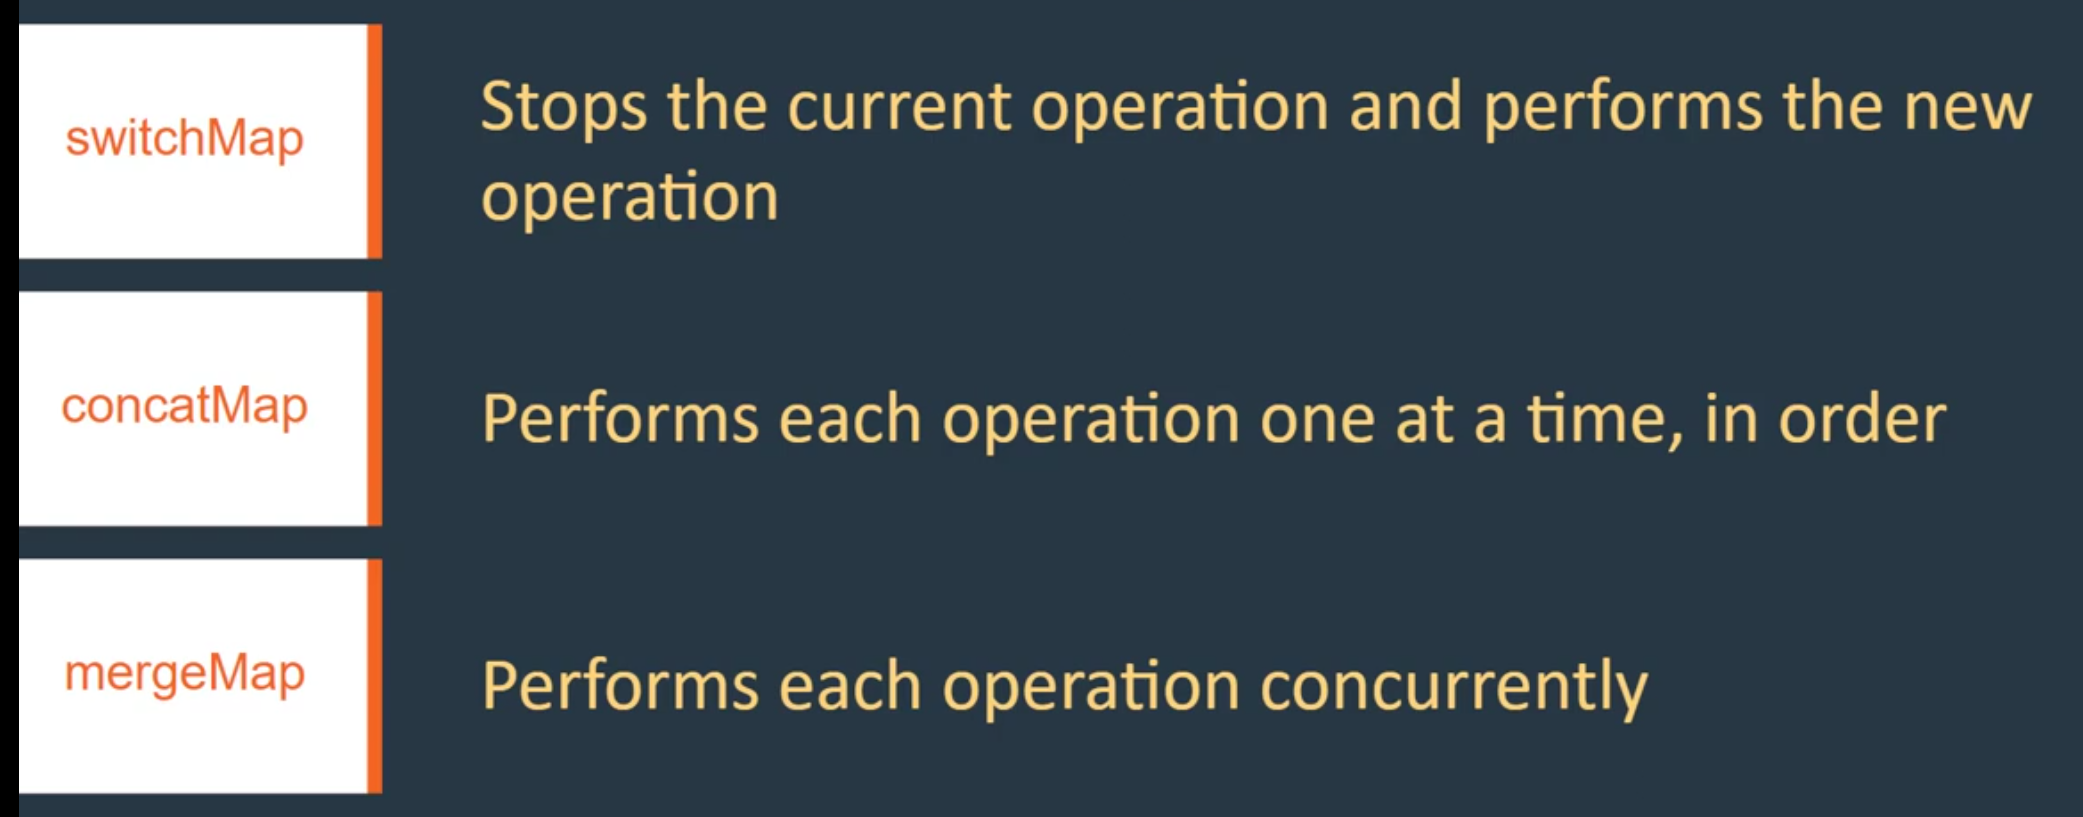 switchMap
Stops the current operation and performs the new
operation
concatMap
Performs each operation one at a time, in order
mergeMap
Performs each operation concurrently